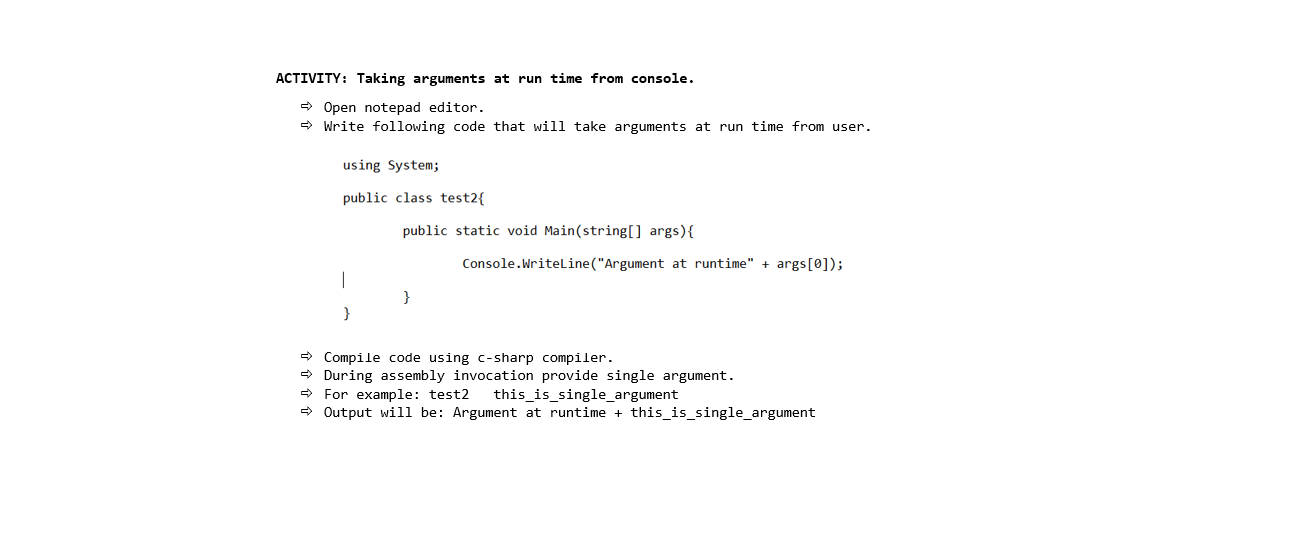 ACTIVITY: Taking arguments at run time from console.
⇨ Open notepad editor.
⇨ Write following code that will take arguments at run time from user.
using System;
public class test2{
public static void Main(string[] args){
Console.WriteLine("Argument at runtime" + args[0]);
}
}
⇨ Compile code using c-sharp compiler.
⇨ During assembly invocation provide single argument.
⇨ For example: test2   this_is_single_argument
⇨ Output will be: Argument at runtime + this_is_single_argument